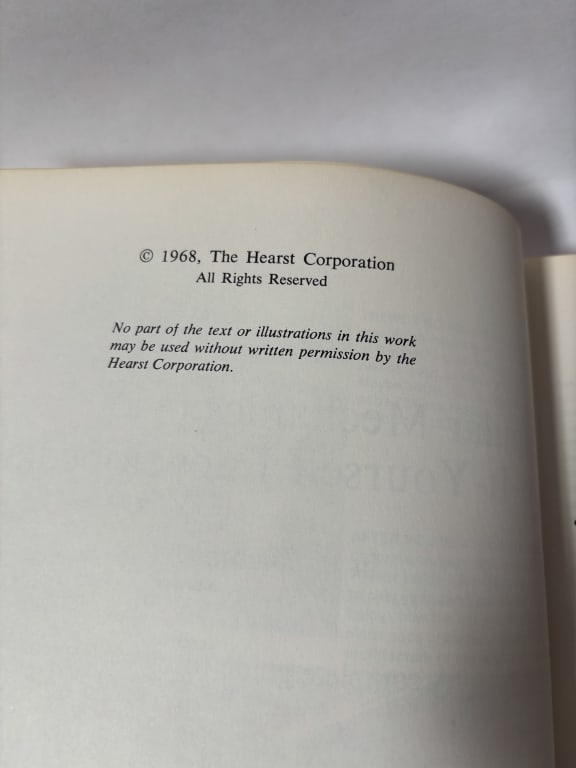 © 1968, The Hearst Corporation
All Rights Reserved
No part of the text or illustrations in this work
may be used without written permission by the
Hearst Corporation.